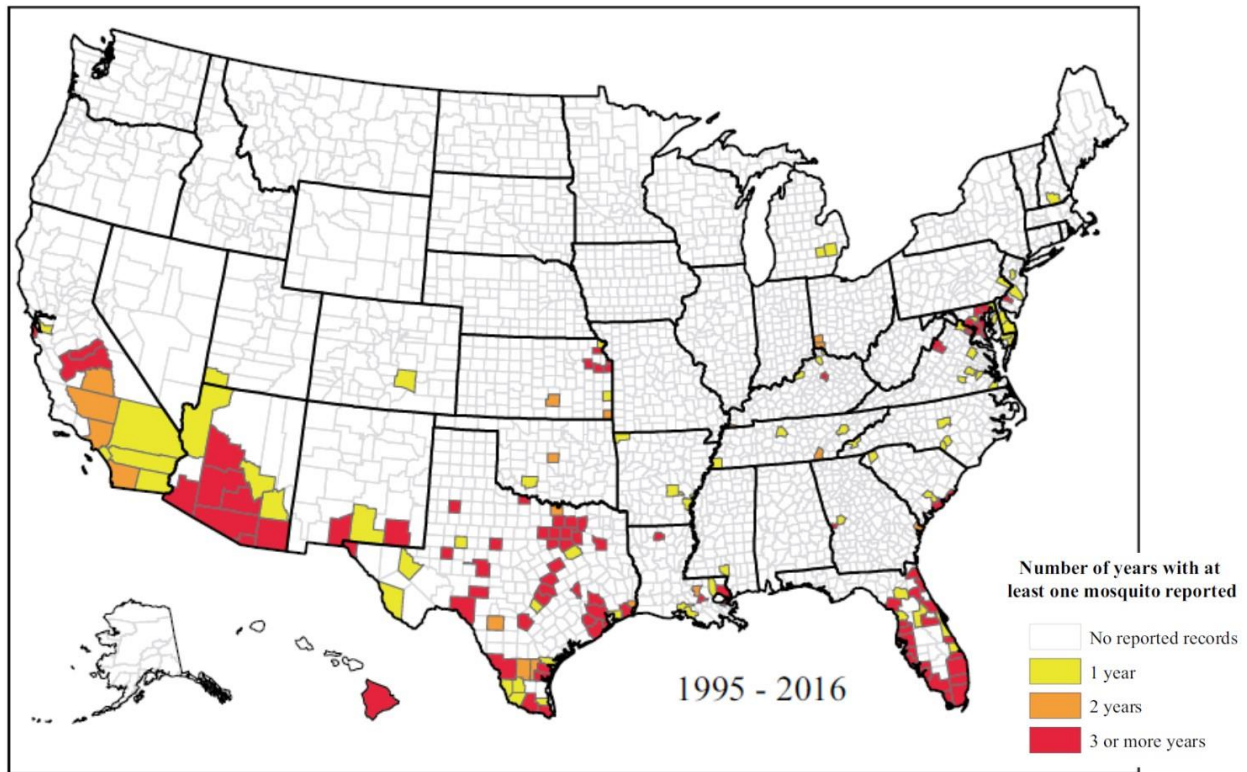 1995 - 2016
Number of years with at
least one mosquito reported
No reported records
1 year
2 years
3 or more years